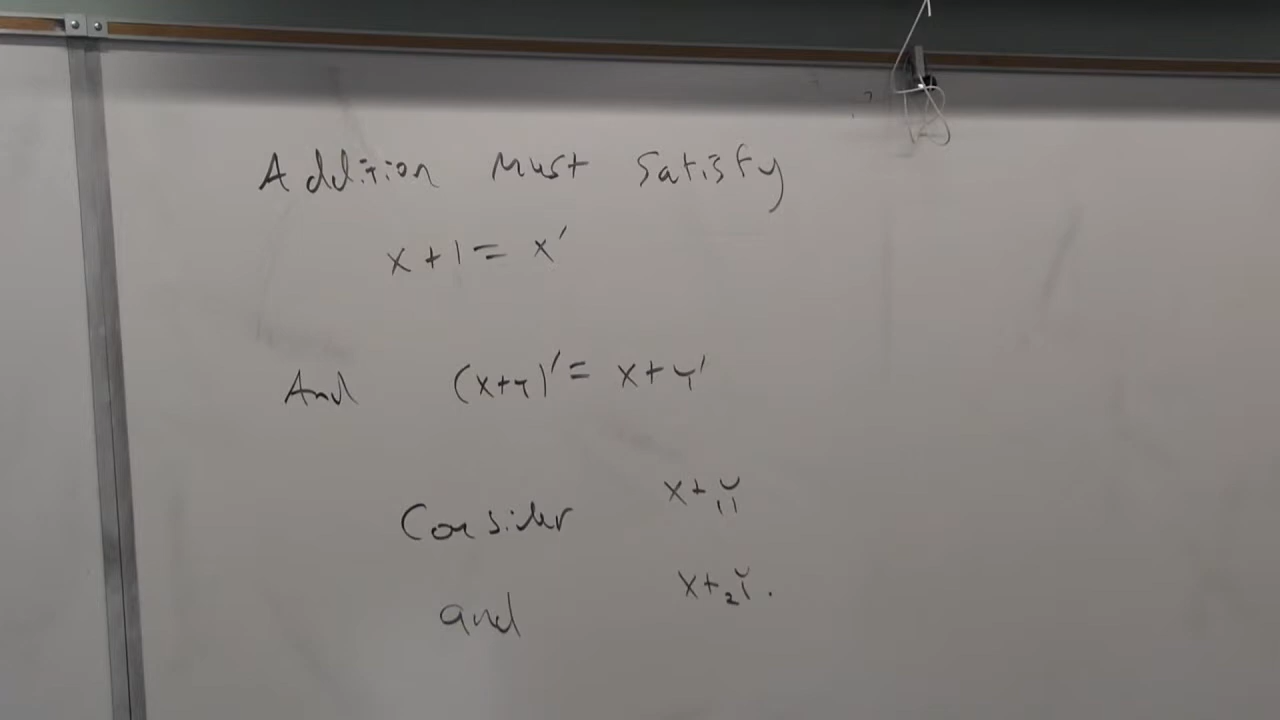 Addition Must Satisfy
x + 1 = x'
And (x+y)' = x + y'
Consider x +₁ y
and x +₂ y.